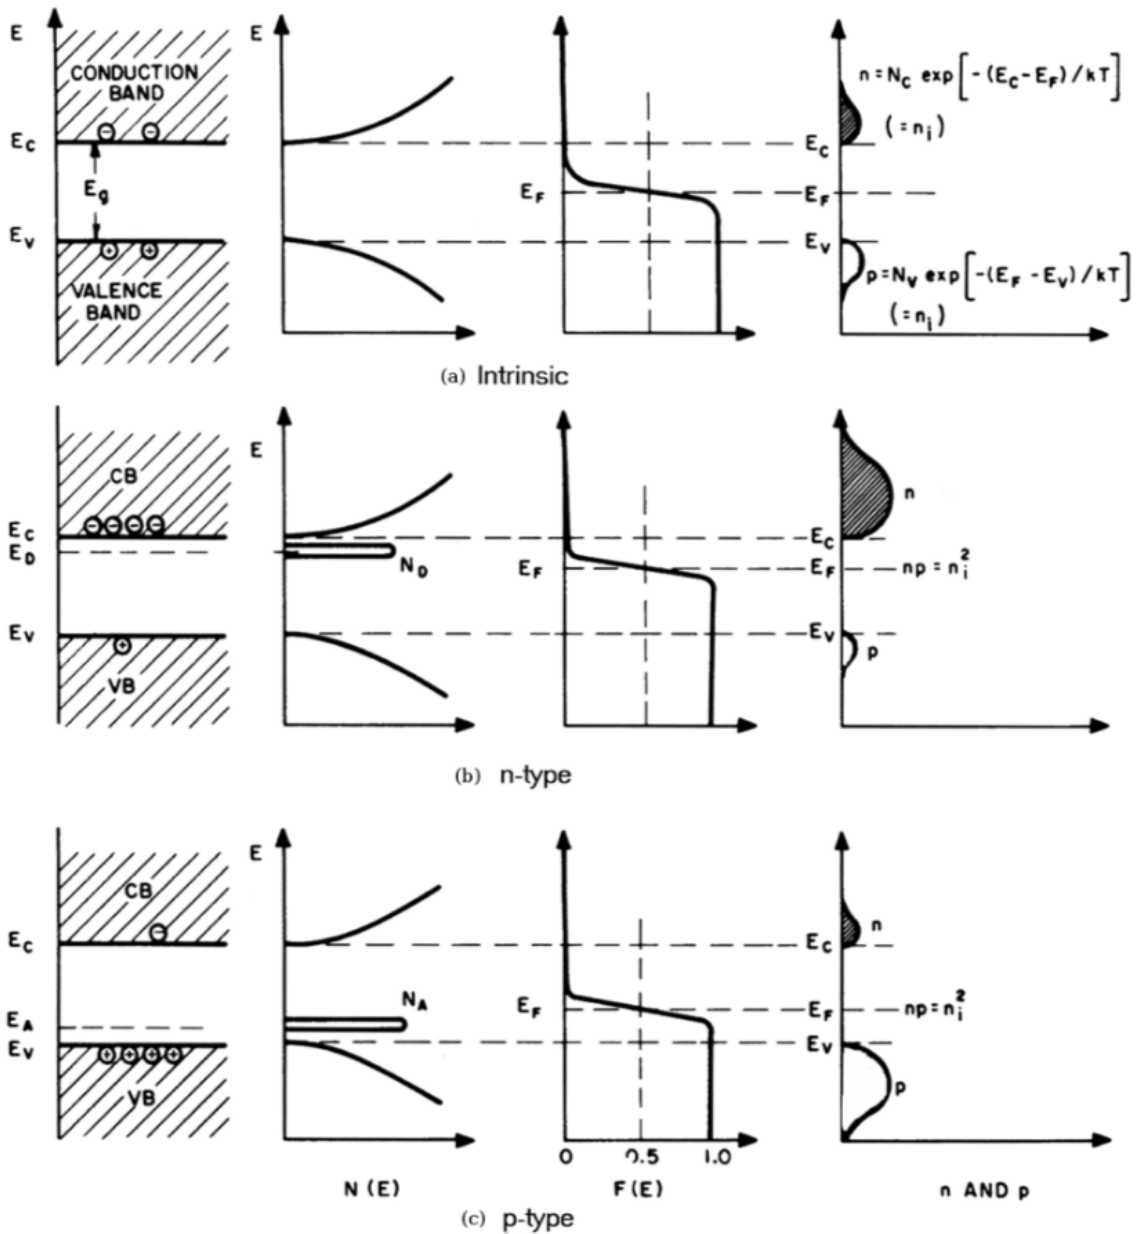 E
CONDUCTION
BAND
E_C
E_g
E_V
VALENCE
BAND
E
E_F
E_C
E_F
E_V
n = N_C exp[-(E_C-E_F)/kT]
(=n_i)
p=N_V exp[-(E_F-E_V)/kT]
(=n_i)
(a) Intrinsic
CB
E_C
E_D
E_V
VB
E
N_D
E_F
E_C
E_F
E_V
n
np = n_i^2
p
(b) n-type
CB
E_C
E_A
E_V
VB
E
N_A
E_F
E_C
E_F
E_V
n
np=n_i^2
p
0 0.5 1.0
N(E) F(E) n AND p
(c) p-type